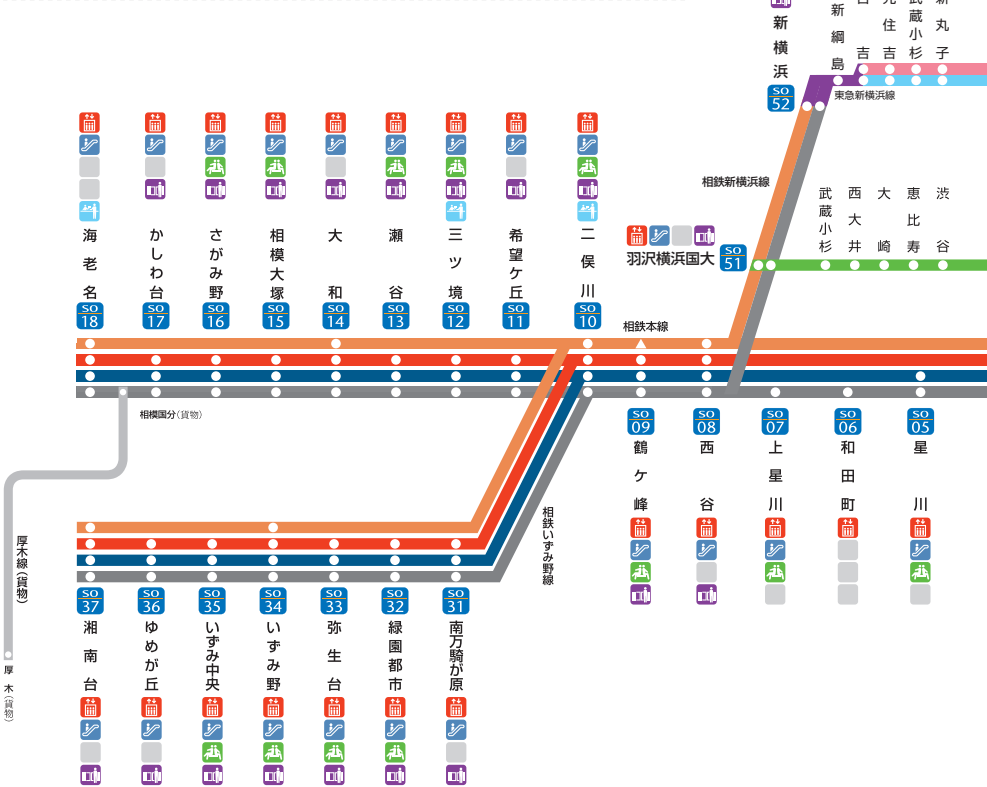 新横浜
SO
52
新綱島
日吉
元住吉
武蔵小杉
新丸子
東急新横浜線
相鉄新横浜線
武蔵小杉
西大井
大崎
恵比寿
渋谷
羽沢横浜国大
SO
51
海老名
SO
18
かしわ台
SO
17
さがみ野
SO
16
相模大塚
SO
15
大和
SO
14
瀬谷
SO
13
三ツ境
SO
12
希望ケ丘
SO
11
二俣川
SO
10
相鉄本線
相模国分(貨物)
SO
09
鶴ケ峰
SO
08
西谷
SO
07
上星川
SO
06
和田町
SO
05
星川
相鉄いずみ野線
厚木線(貨物)
厚木(貨物)
SO
37
湘南台
SO
36
ゆめが丘
SO
35
いずみ中央
SO
34
いずみ野
SO
33
弥生台
SO
32
緑園都市
SO
31
南万騎が原